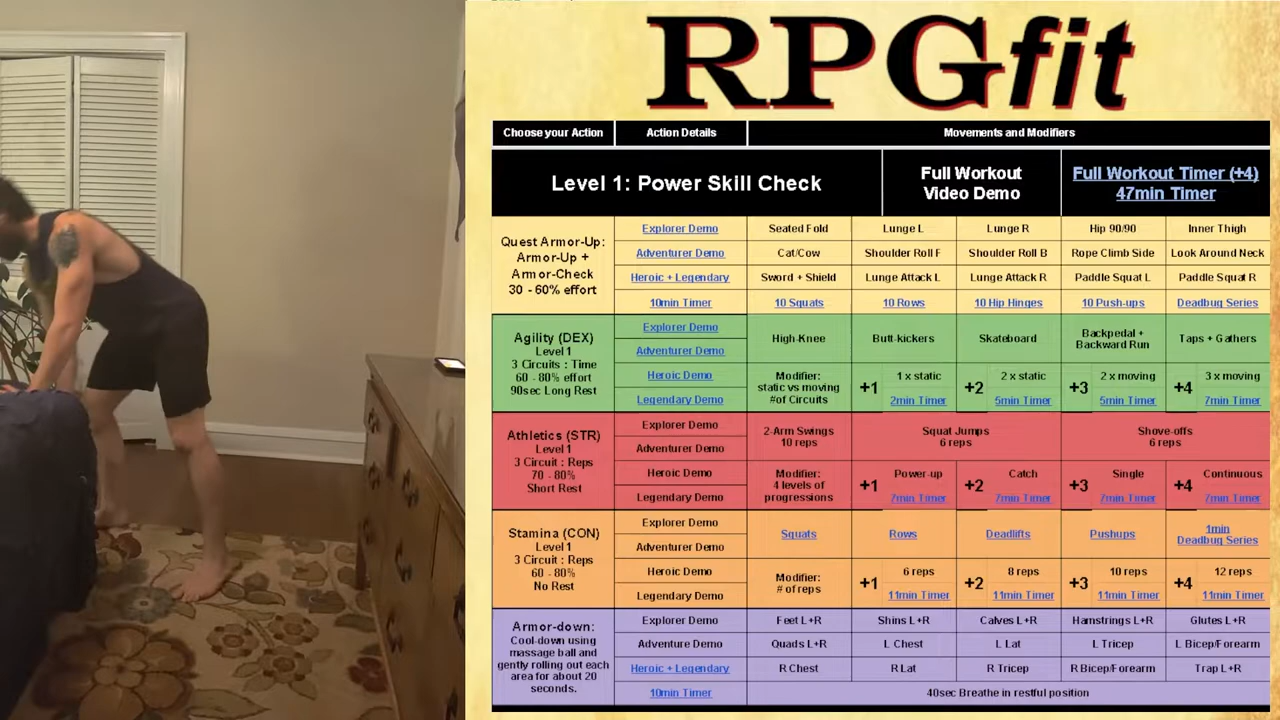 RPGfit
Choose your Action
Action Details
Movements and Modifiers
Level 1: Power Skill Check
Full Workout
Video Demo
Full Workout Timer (+4)
47min Timer
Quest Armor-Up:
Armor-Up +
Armor-Check
30 - 60% effort
Explorer Demo
Seated Fold
Lunge L
Lunge R
Hip 90/90
Inner Thigh
Adventurer Demo
Cat/Cow
Shoulder Roll F
Shoulder Roll B
Rope Climb Side
Look Around Neck
Heroic + Legendary
Sword + Shield
Lunge Attack L
Lunge Attack R
Paddle Squat L
Paddle Squat R
10min Timer
10 Squats
10 Rows
10 Hip Hinges
10 Push-ups
Deadbug Series
Agility (DEX)
Level 1
3 Circuits : Time
60 - 80% effort
90sec Long Rest
Explorer Demo
Adventurer Demo
High-Knee
Butt-kickers
Skateboard
Backpedal +
Backward Run
Taps + Gathers
Heroic Demo
Legendary Demo
Modifier:
static vs moving
#of Circuits
+1
1 x static
2min Timer
+2
2 x static
5min Timer
+3
2 x moving
5min Timer
+4
3 x moving
7min Timer
Athletics (STR)
Level 1
3 Circuit : Reps
70 - 80%
Short Rest
Explorer Demo
Adventurer Demo
2-Arm Swings
10 reps
Squat Jumps
6 reps
Shove-offs
6 reps
Heroic Demo
Legendary Demo
Modifier:
4 levels of
progressions
+1
Power-up
7min Timer
+2
Catch
7min Timer
+3
Single
7min Timer
+4
Continuous
7min Timer
Stamina (CON)
Level 1
3 Circuit : Reps
60 - 80%
No Rest
Explorer Demo
Adventurer Demo
Squats
Rows
Deadlifts
Pushups
1min
Deadbug Series
Heroic Demo
Legendary Demo
Modifier:
# of reps
+1
6 reps
11min Timer
+2
8 reps
11min Timer
+3
10 reps
11min Timer
+4
12 reps
11min Timer
Armor-down:
Cool-down using
massage ball and
gently rolling out each
area for about 20
seconds.
Explorer Demo
Feet L+R
Shins L+R
Calves L+R
Hamstrings L+R
Glutes L+R
Adventure Demo
Quads L+R
L Chest
L Lat
L Tricep
L Bicep/Forearm
Heroic + Legendary
R Chest
R Lat
R Tricep
R Bicep/Forearm
Trap L+R
10min Timer
40sec Breathe in restful position